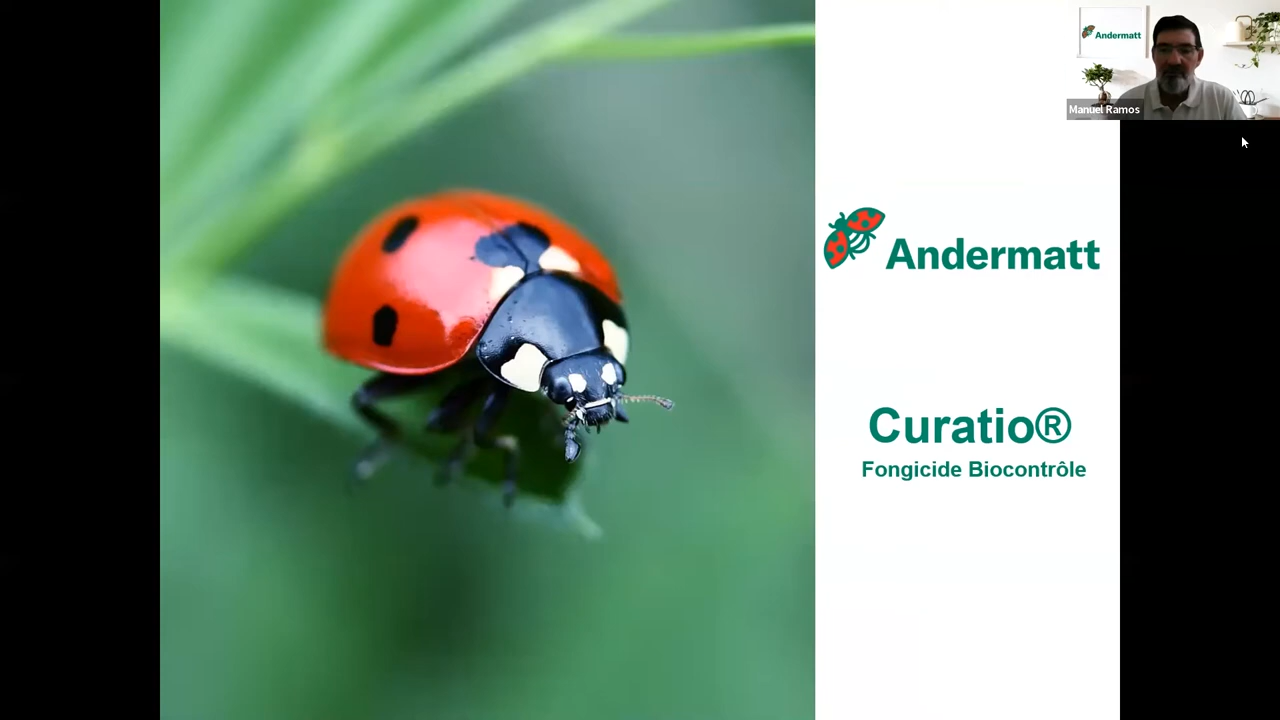 Andermatt
Manuel Ramos
Andermatt
Curatio®
Fongicide Biocontrôle